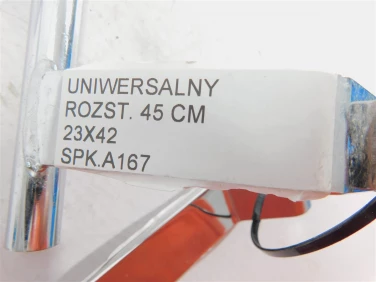 UNIWERSALNY
ROZST. 45 CM
23X42
SPK.A167